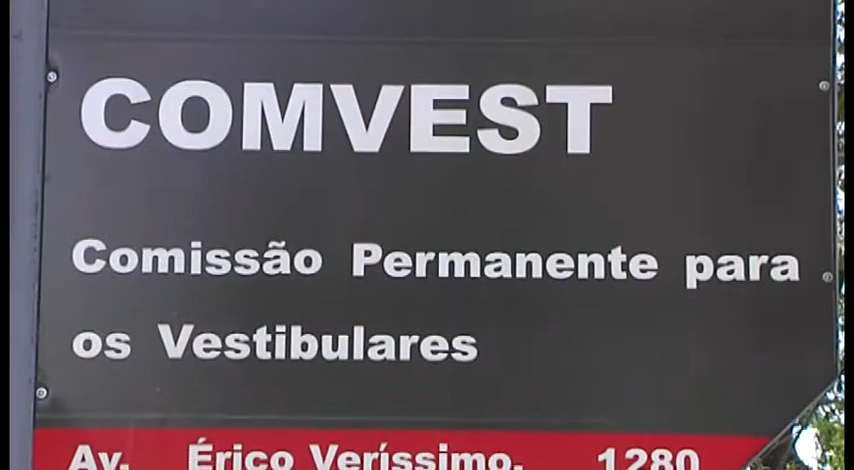 COMVEST
Comissão Permanente para
os Vestibulares
Av. Érico Veríssimo, 1280